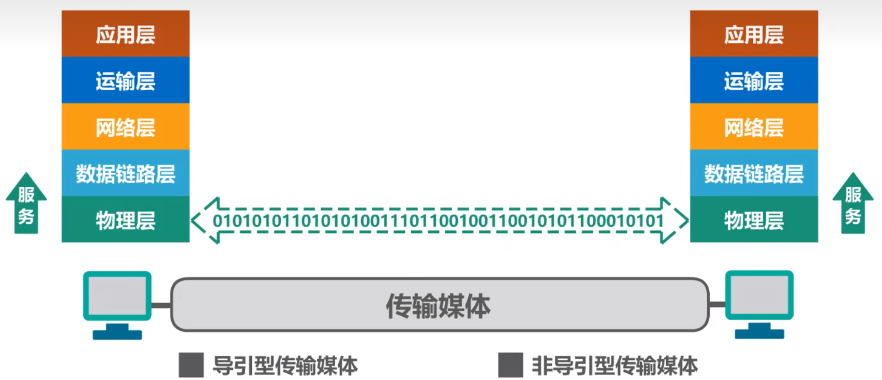 应用层
运输层
网络层
数据链路层
物理层
服务
0101010110101010011101100100110010101100010101
应用层
运输层
网络层
数据链路层
物理层
服务
传输媒体
导引型传输媒体
非导引型传输媒体